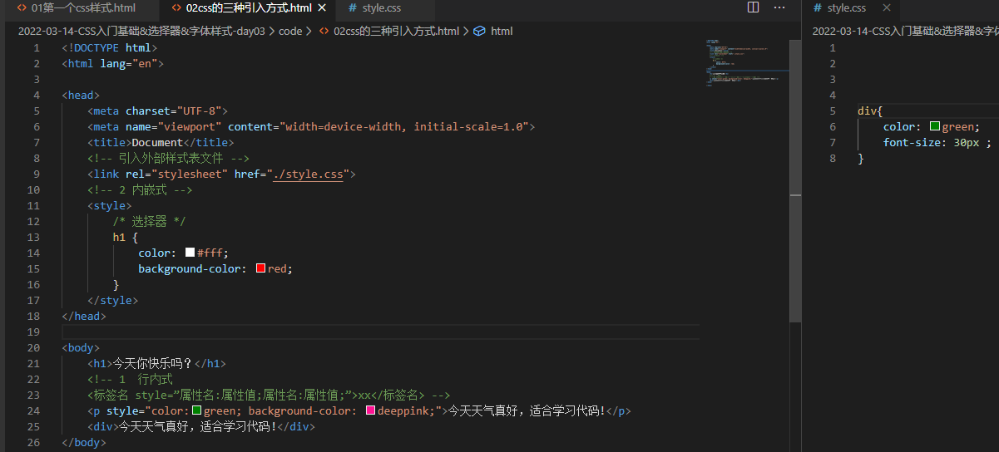 01第一个css样式.html
02css的三种引入方式.html
style.css
style.css
2022-03-14-CSS入门基础&选择器&字体样式-day03 > code > 02css的三种引入方式.html > html
1 <!DOCTYPE html>
2 <html lang="en">
3
4 <head>
5 <meta charset="UTF-8">
6 <meta name="viewport" content="width=device-width, initial-scale=1.0">
7 <title>Document</title>
8 <!-- 引入外部样式表文件 -->
9 <link rel="stylesheet" href="./style.css">
10 <!-- 2 内嵌式 -->
11 <style>
12 /* 选择器 */
13 h1 {
14 color: #fff;
15 background-color: red;
16 }
17 </style>
18 </head>
19
20 <body>
21 <h1>今天你快乐吗？</h1>
22 <!-- 1 行内式
23 <标签名 style=”属性名:属性值;属性名:属性值;”>xx</标签名> -->
24 <p style="color:green; background-color: deeppink;">今天天气真好，适合学习代码!</p>
25 <div>今天天气真好，适合学习代码!</div>
26 </body>
2022-03-14-CSS入门基础&选择器&字
1
2
3
4
5 div{
6 color: green;
7 font-size: 30px ;
8 }